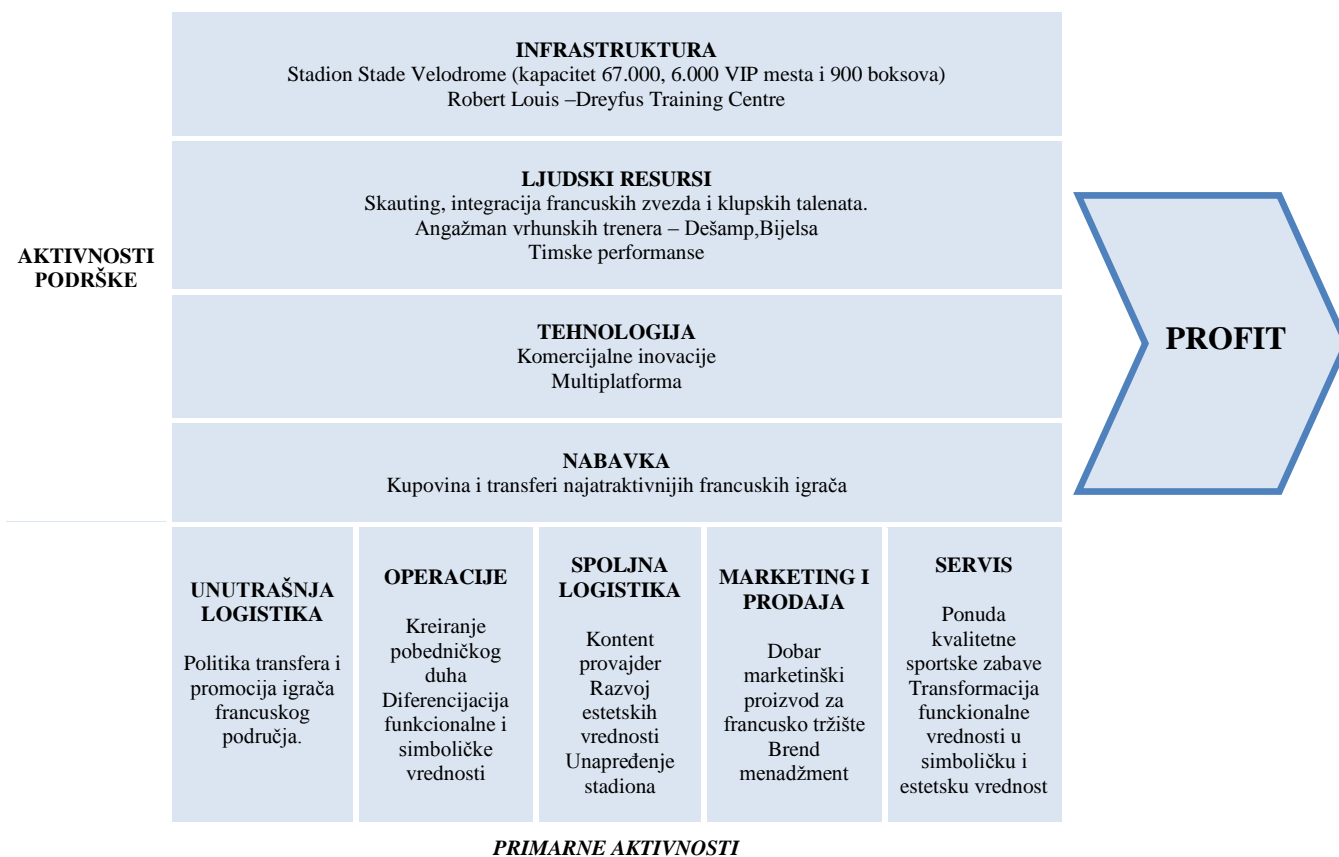 INFRASTRUKTURA
Stadion Stade Velodrome (kapacitet 67.000, 6.000 VIP mesta i 900 boksova)
Robert Louis –Dreyfus Training Centre
LJUDSKI RESURSI
Skauting, integracija francuskih zvezda i klupskih talenata.
Angažman vrhunskih trenera – Dešamp,Bijelsa
Timske performanse
AKTIVNOSTI
PODRŠKE
TEHNOLOGIJA
Komercijalne inovacije
Multiplatforma
PROFIT
NABAVKA
Kupovina i transferi najatraktivnijih francuskih igrača
UNUTRAŠNJA
LOGISTIKA
Politika transfera i
promocija igrača
francuskog
područja.
OPERACIJE
Kreiranje
pobedničkog
duha
Diferencijacija
funkcionalne i
simboličke
vrednosti
SPOLJNA
LOGISTIKA
Kontent
provajder
Razvoj
estetskih
vrednosti
Unapređenje
stadiona
MARKETING I
PRODAJA
Dobar
marketinški
proizvod za
francusko tržište
Brend
menadžment
SERVIS
Ponuda
kvalitetne
sportske zabave
Transformacija
funckionalne
vrednosti u
simboličku i
estetsku vrednost
PRIMARNE AKTIVNOSTI